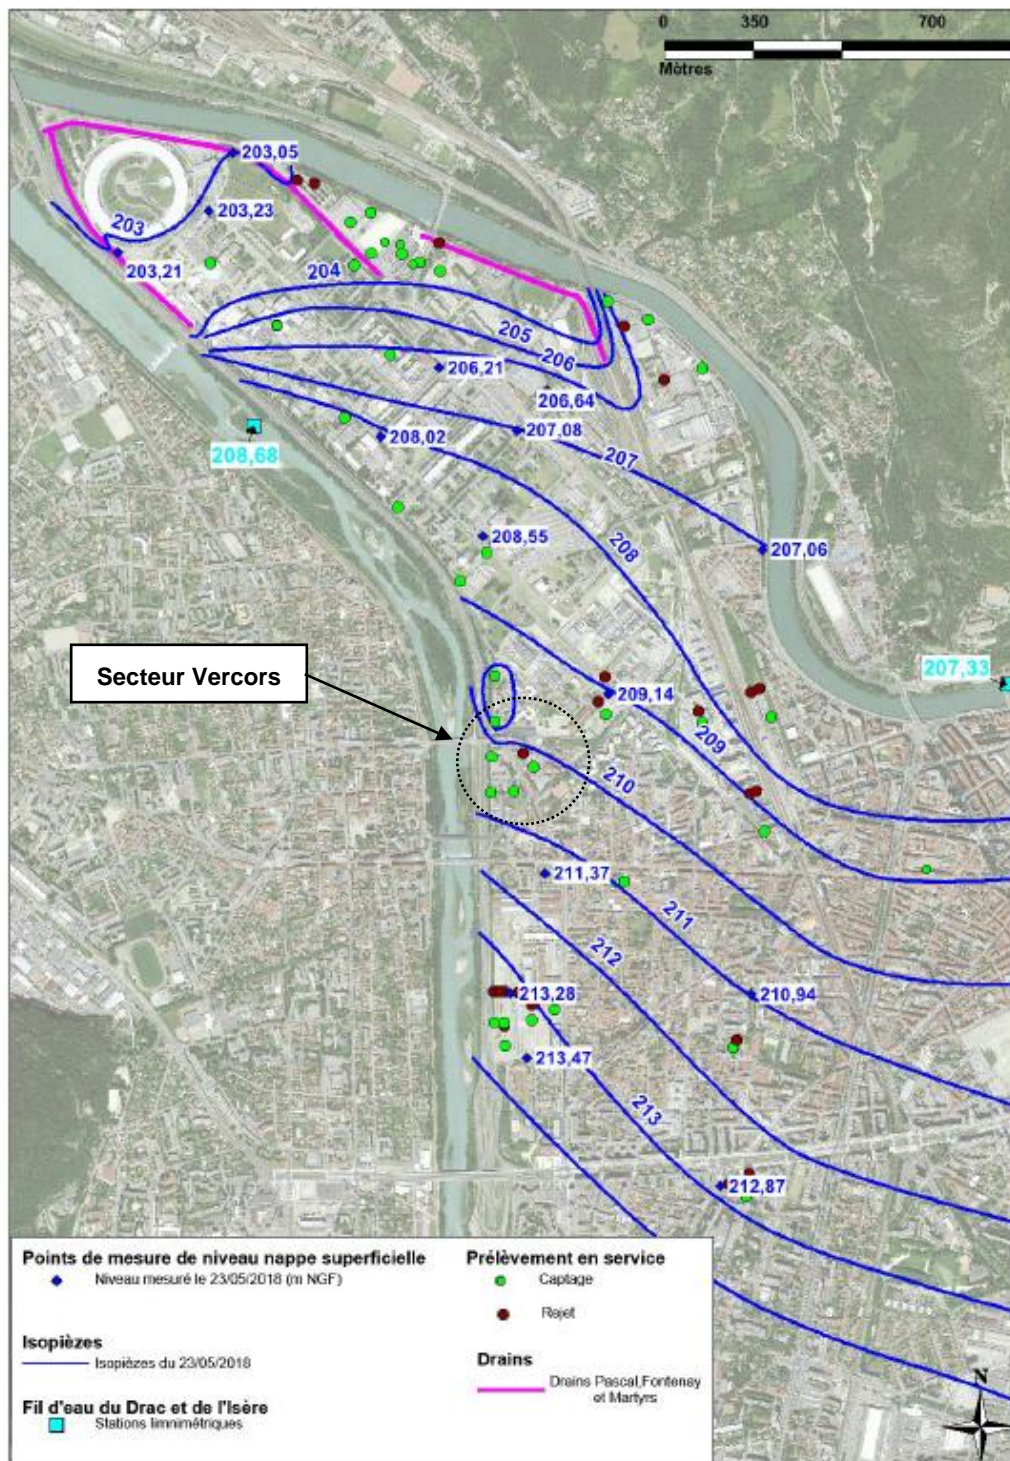 0 350 700
Mètres
203,05
203,23
203
203,21
204
205
206
206,21
206,64
207,08
208,02
207
208,68
208
208,55
207,06
Secteur Vercors
207,33
209,14
209
210
211,37
211
212
213,28
210,94
213,47
213
212,87
Points de mesure de niveau nappe superficielle
Niveau mesuré le 23/05/2018 (m NGF)
Isopièzes
Isopièzes du 23/05/2018
Fil d'eau du Drac et de l'Isère
Stations limnimétriques
Prélèvement en service
Captage
Rejet
Drains
Drains Pascal,Fontenay
et Martyrs
N